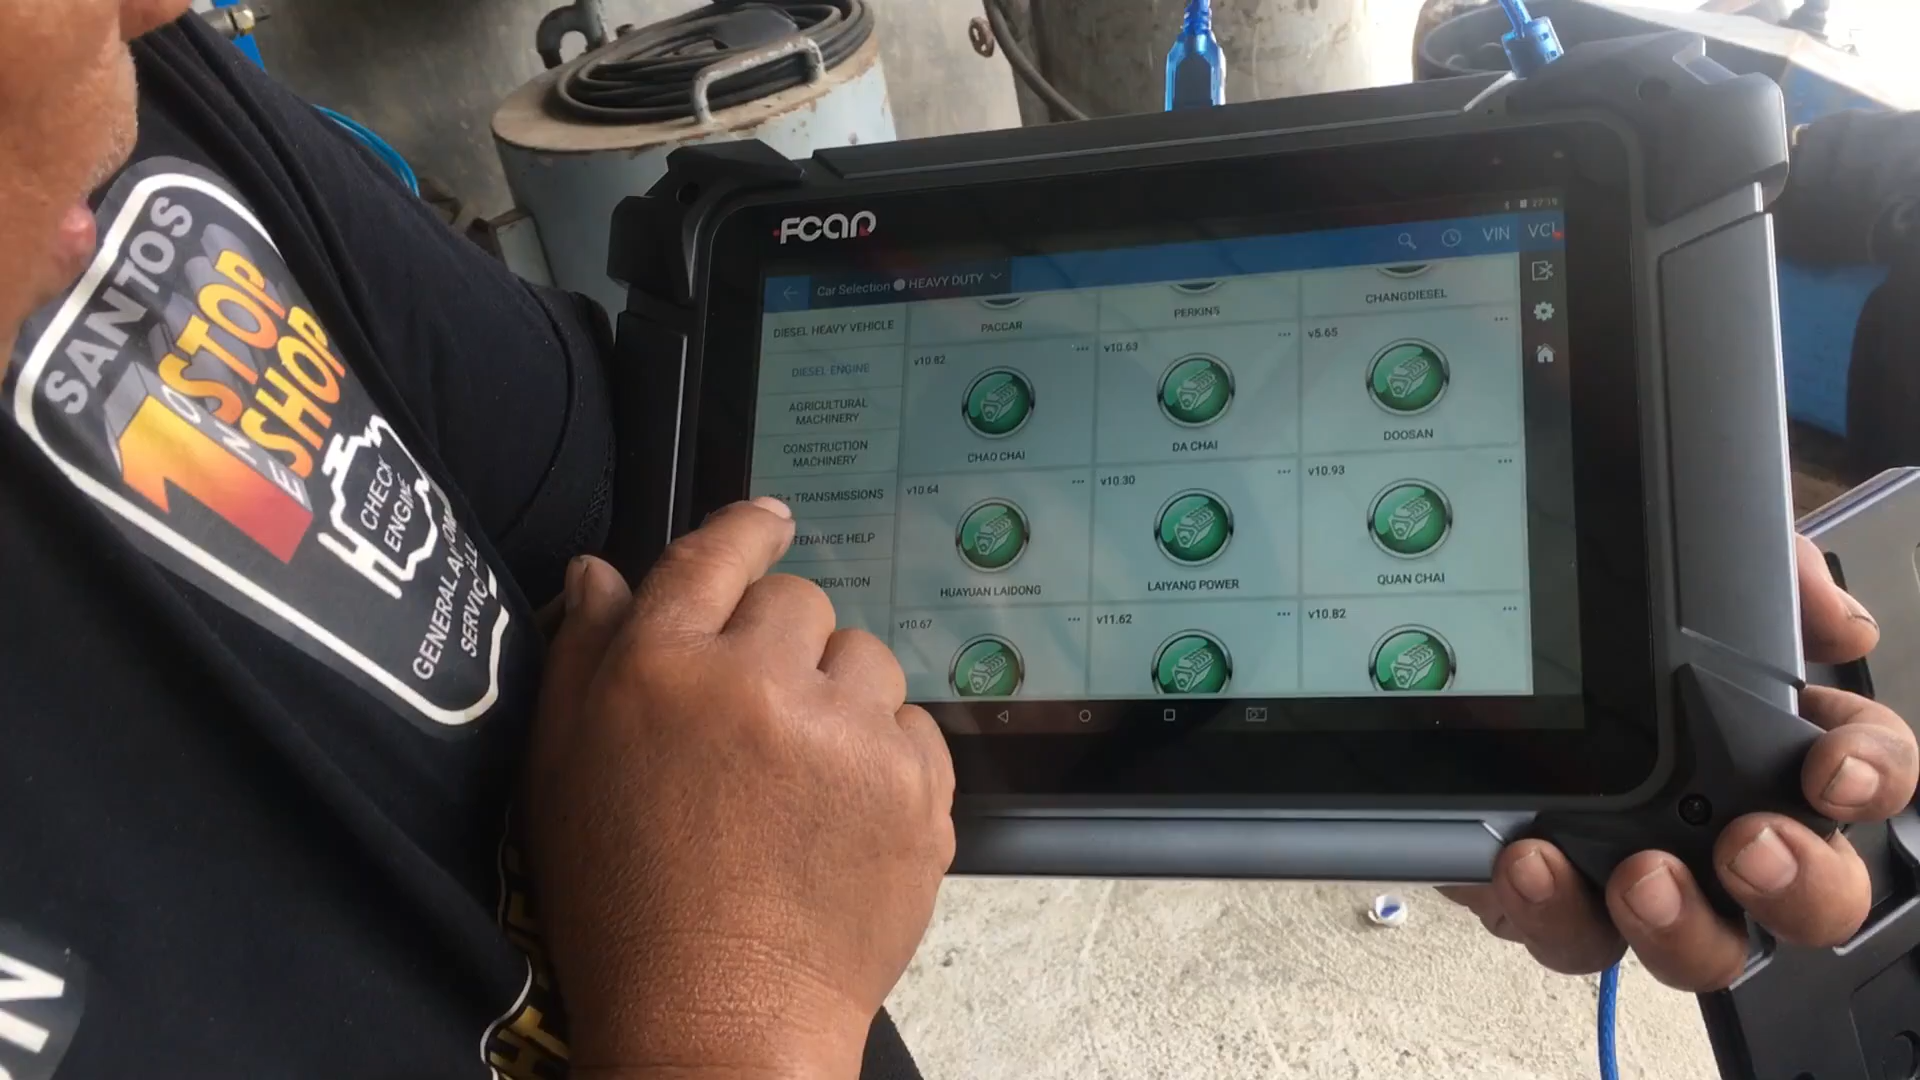 SANTOS
1 STOP
ONE
SHOP
CHECK
ENGINE
GENERAL
FCAR
VIN VCI
Car Selection HEAVY DUTY
DIESEL HEAVY VEHICLE
DIESEL ENGINE
AGRICULTURAL
MACHINERY
CONSTRUCTION
MACHINERY
+ TRANSMISSIONS
TENANCE HELP
NERATION
PACCAR
PERKINS
CHANGDIESEL
v10.82
CHAO CHAI
v10.63
DA CHAI
v5.65
DOOSAN
v10.64
HUAYUAN LAIDONG
v10.30
LAIYANG POWER
v10.93
QUAN CHAI
v10.67
v11.62
v10.82